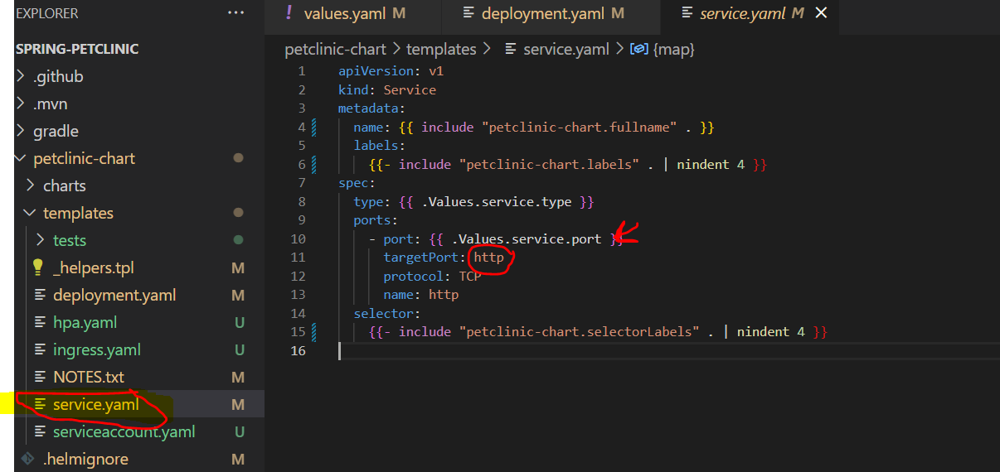 EXPLORER ...
SPRING-PETCLINIC
> .github
> .mvn
> gradle
petclinic-chart
> charts
templates
> tests
_helpers.tpl M
deployment.yaml M
hpa.yaml U
ingress.yaml U
NOTES.txt M
service.yaml M
serviceaccount.yaml U
.helmignore M
! values.yaml M deployment.yaml M service.yaml M
petclinic-chart > templates > service.yaml > {map}
1 apiVersion: v1
2 kind: Service
3 metadata:
4 name: {{ include "petclinic-chart.fullname" . }}
5 labels:
6 {{- include "petclinic-chart.labels" . | nindent 4 }}
7 spec:
8 type: {{ .Values.service.type }}
9 ports:
10 - port: {{ .Values.service.port }}
11 targetPort: http
12 protocol: TCP
13 name: http
14 selector:
15 {{- include "petclinic-chart.selectorLabels" . | nindent 4 }}
16